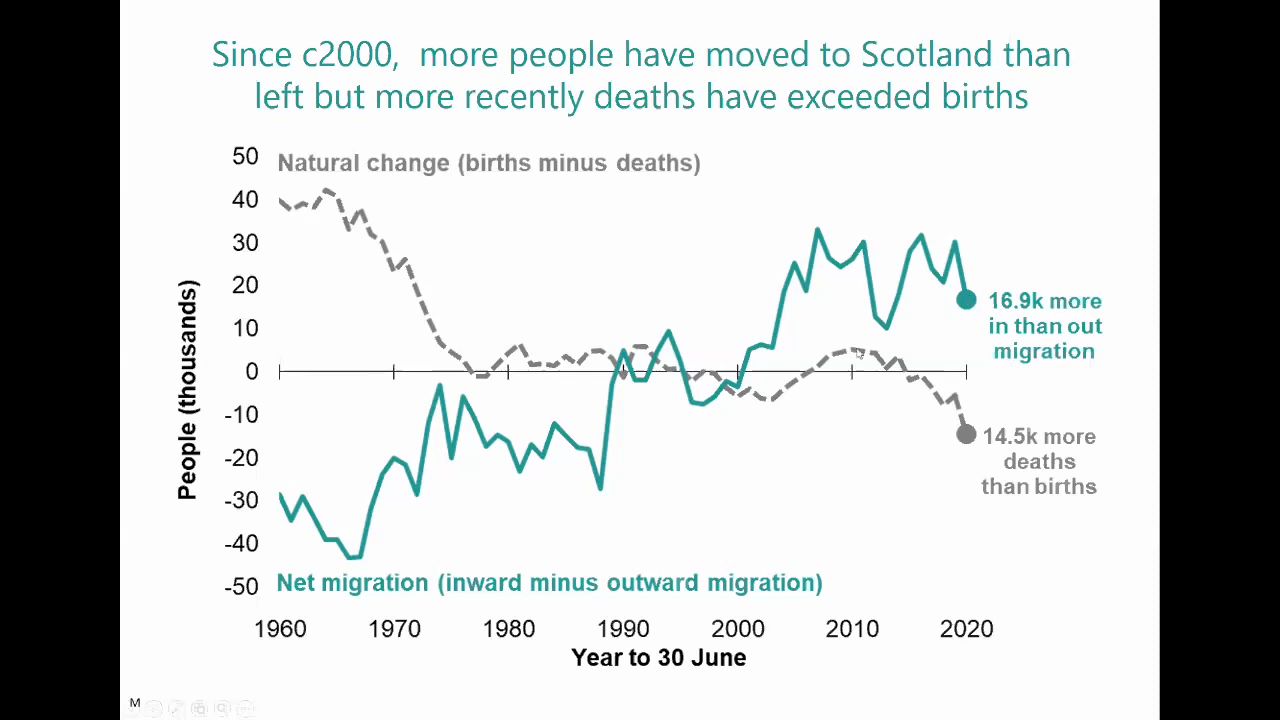 Since c2000,  more people have moved to Scotland than
left but more recently deaths have exceeded births
50
Natural change (births minus deaths)
40
30
20
10
0
-10
-20
-30
-40
-50
People (thousands)
16.9k more
in than out
migration
14.5k more
deaths
than births
Net migration (inward minus outward migration)
1960 1970 1980 1990 2000 2010 2020
Year to 30 June
M